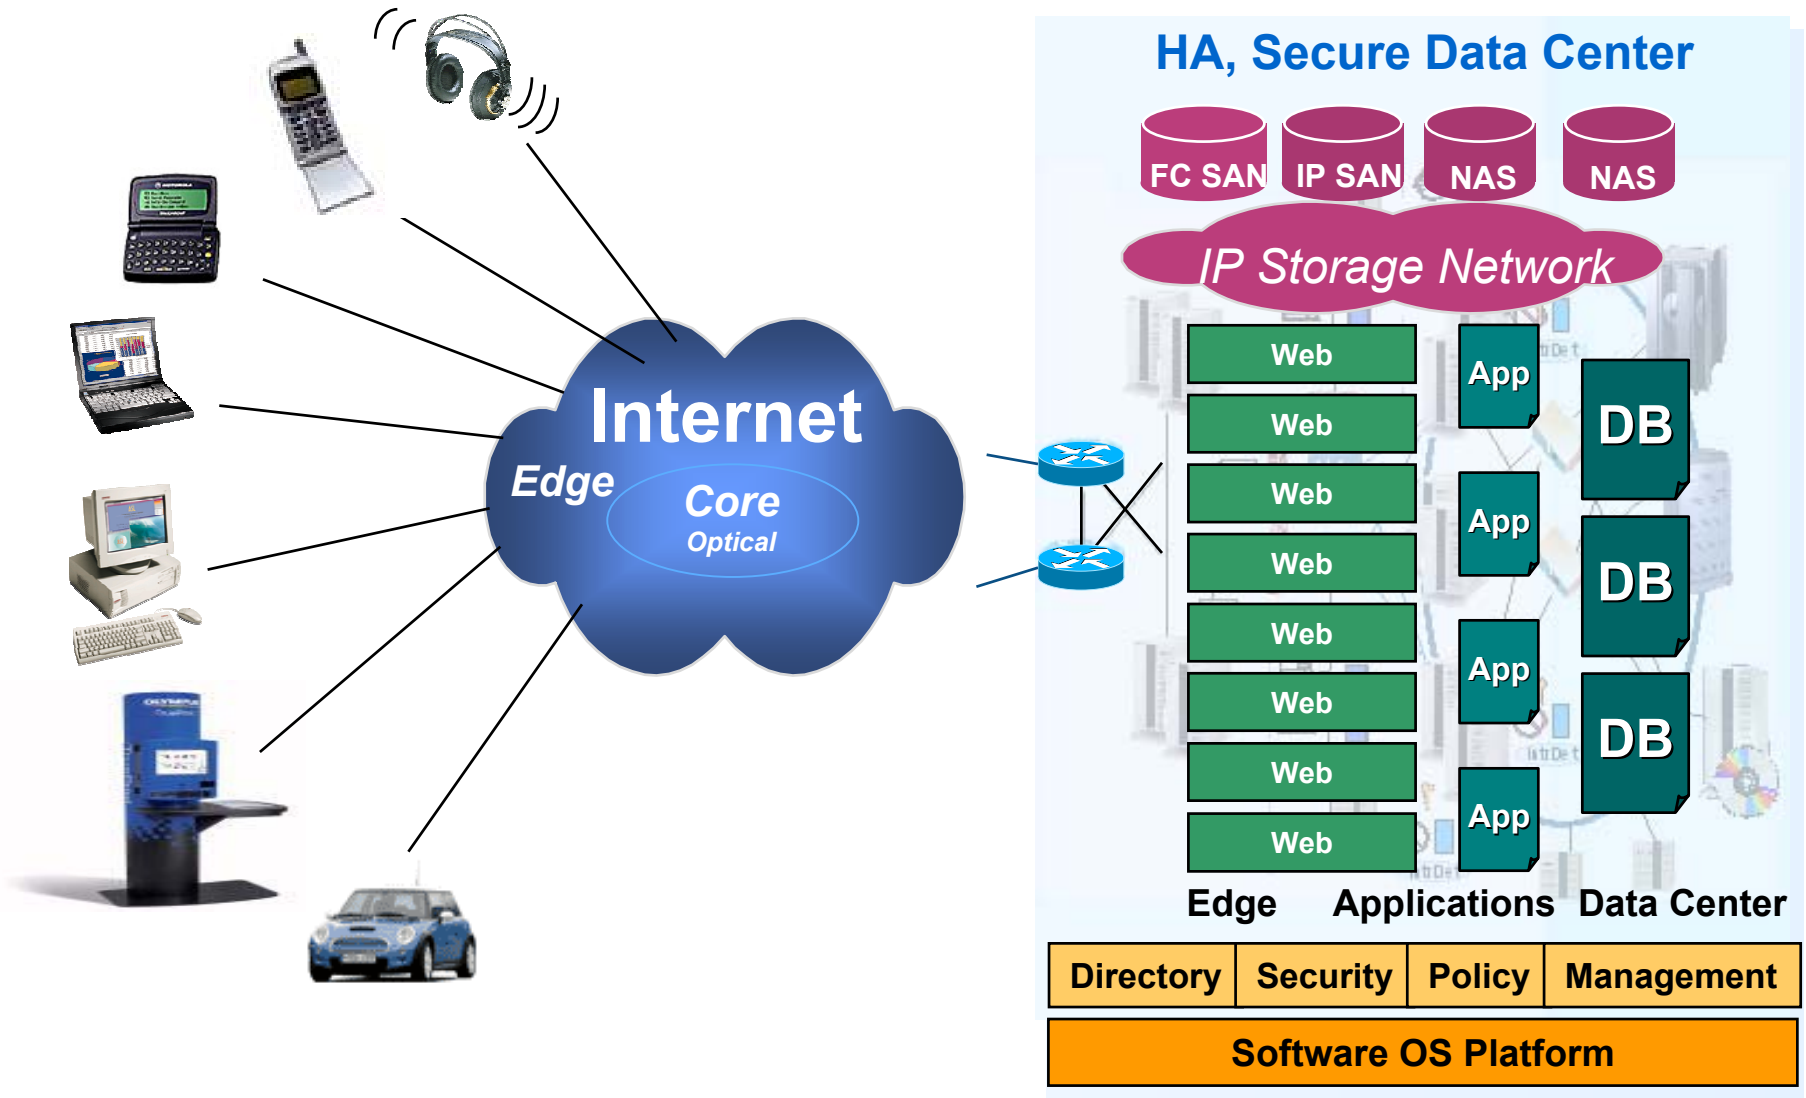 HA, Secure Data Center
FC SAN
IP SAN
NAS
NAS
IP Storage Network
Internet
Edge
Core
Optical
Web
Web
Web
Web
Web
Web
Web
Web
App
App
App
App
DB
DB
DB
Edge
Applications
Data Center
Directory
Security
Policy
Management
Software OS Platform
MOTOROLA
OLYMPUS